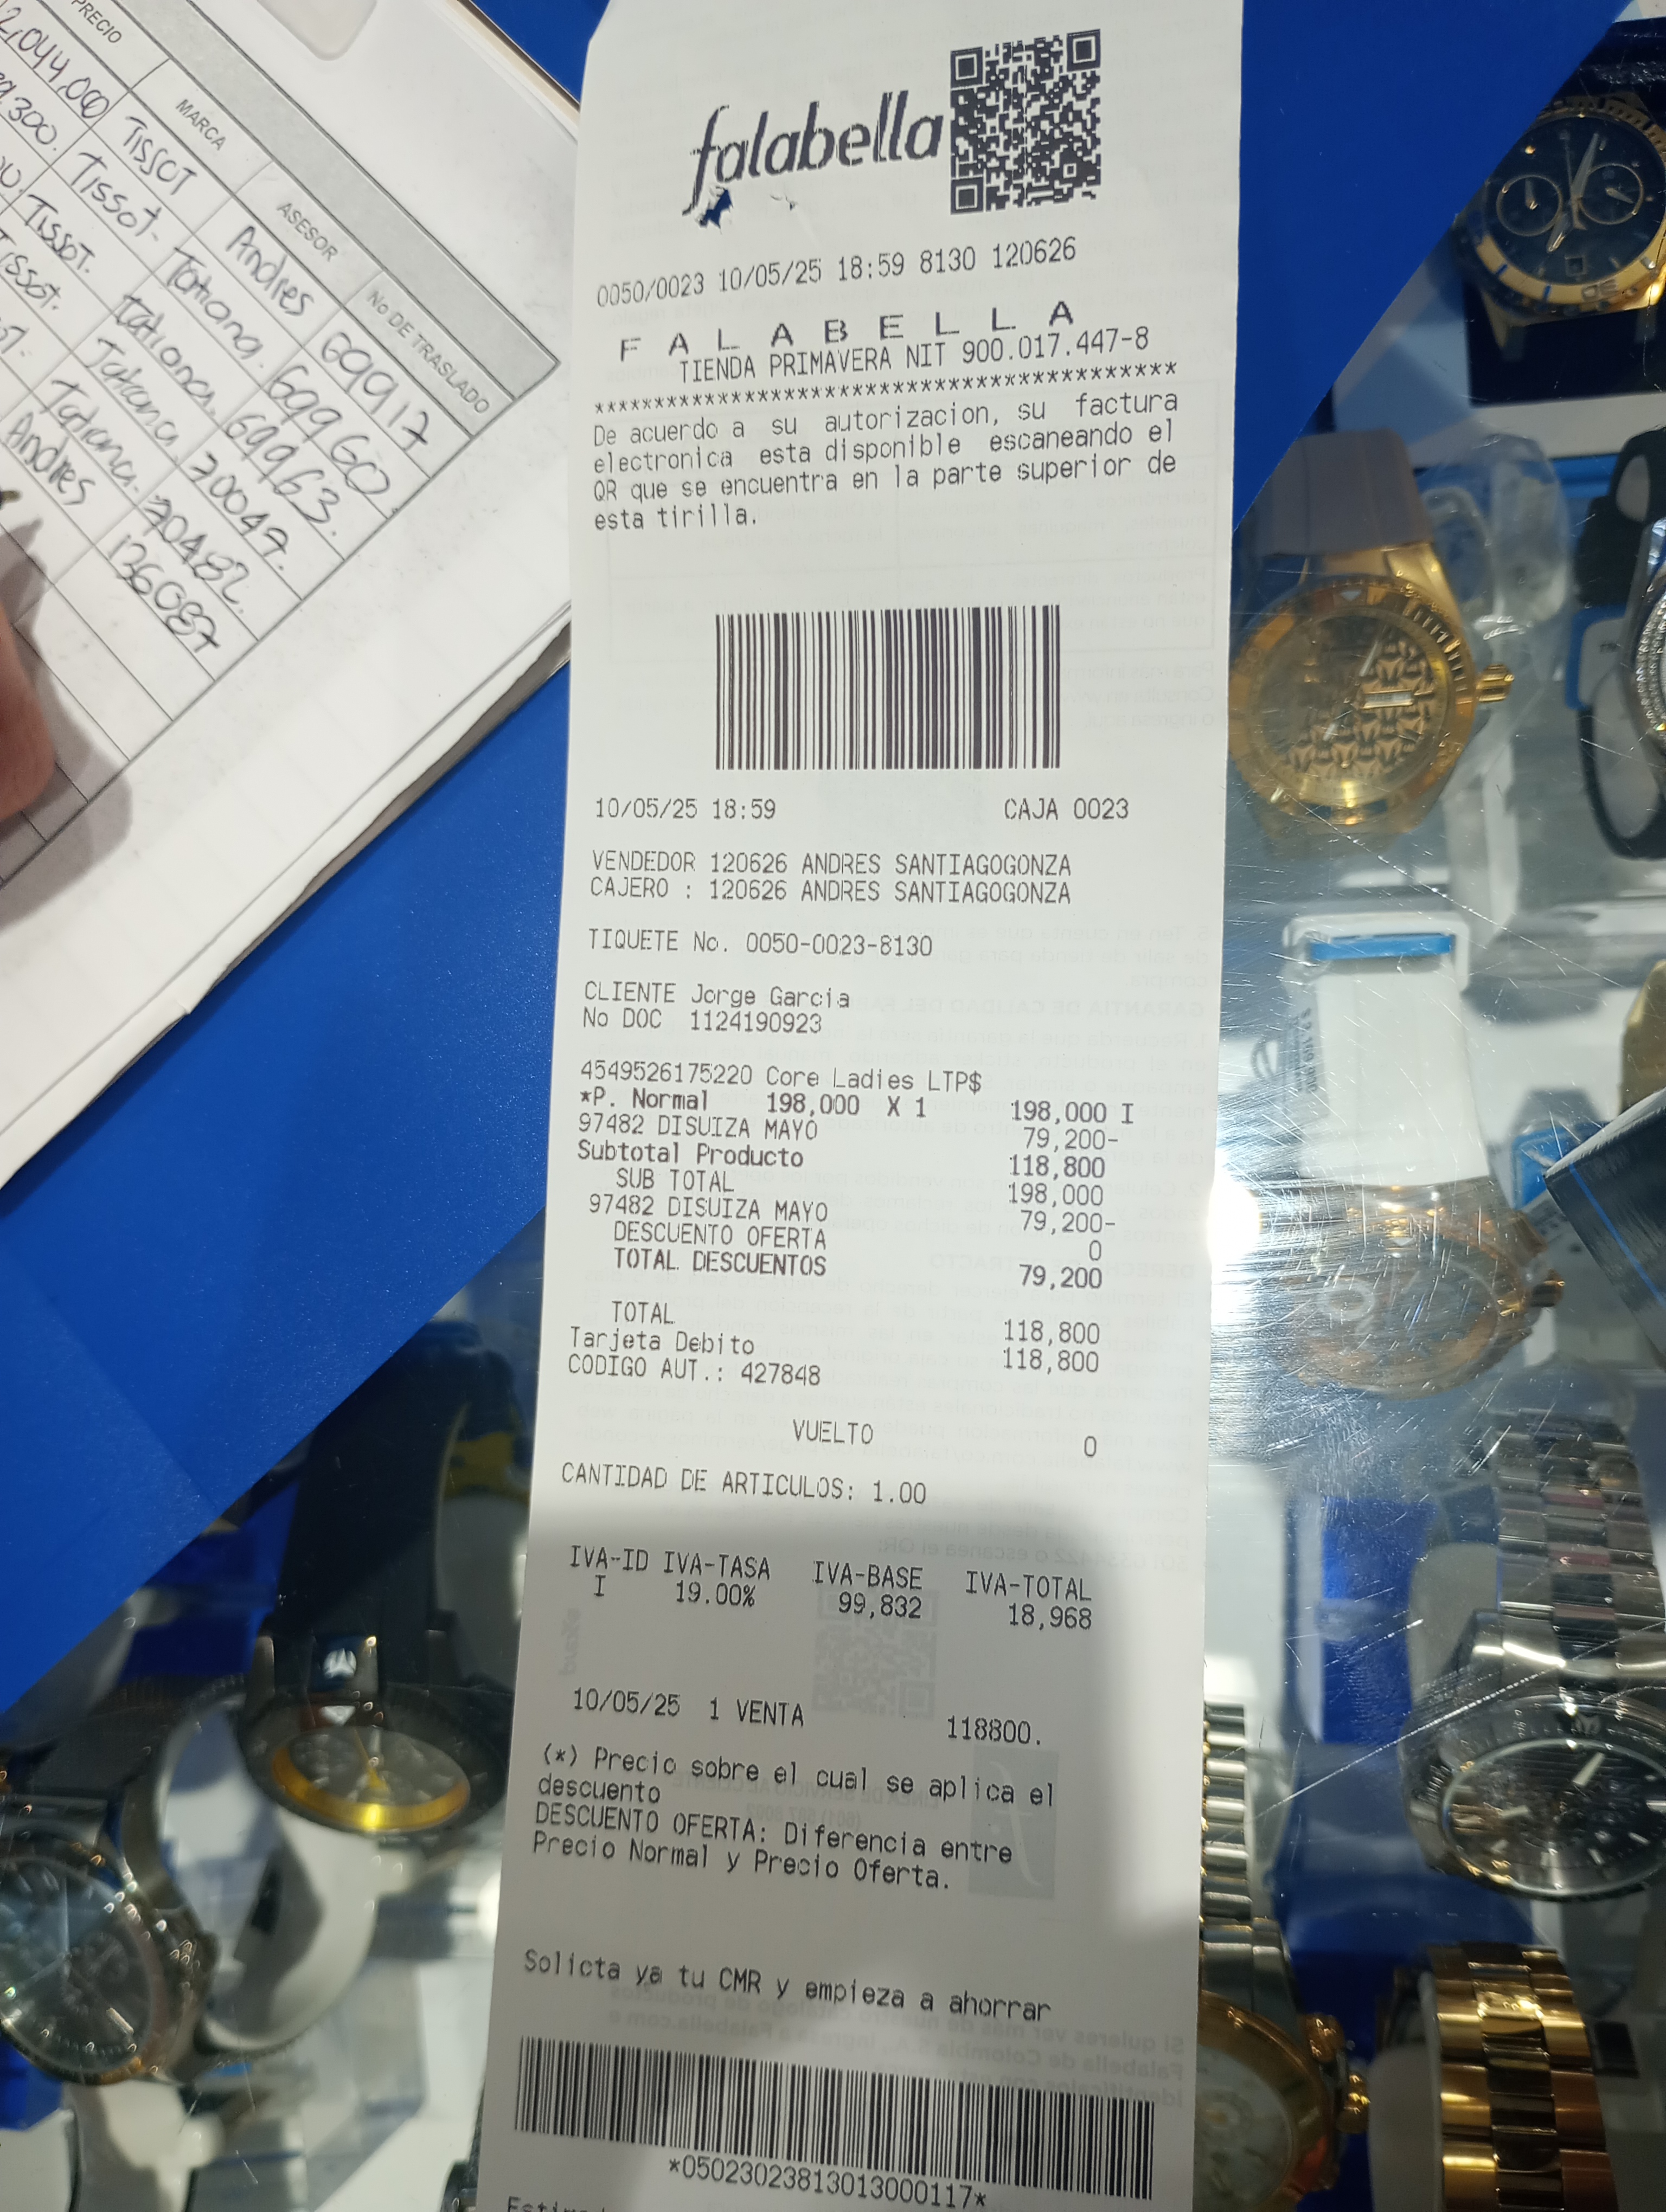 falabella
0050/0023 10/05/25 18:59 8130 120626
F A L A B E L L A
TIENDA PRIMAVERA NIT 900.017.447-8
****************************************
De acuerdo a su autorizacion, su factura
electronica esta disponible escaneando el
QR que se encuentra en la parte superior de
esta tirilla.
10/05/25 18:59 CAJA 0023
VENDEDOR 120626 ANDRES SANTIAGOGONZA
CAJERO : 120626 ANDRES SANTIAGOGONZA
TIQUETE No. 0050-0023-8130
CLIENTE Jorge Garcia
No DOC 1124190923
4549526175220 Core Ladies LTP$
*P. Normal 198,000 X 1 198,000 I
97482 DISUIZA MAYO 79,200-
Subtotal Producto 118,800
SUB TOTAL 198,000
97482 DISUIZA MAYO 79,200-
DESCUENTO OFERTA 0
TOTAL DESCUENTOS 79,200
TOTAL 118,800
Tarjeta Debito 118,800
CODIGO AUT.: 427848
VUELTO 0
CANTIDAD DE ARTICULOS: 1.00
IVA-ID IVA-TASA IVA-BASE IVA-TOTAL
I 19.00% 99,832 18,968
10/05/25 1 VENTA 118800.
(*) Precio sobre el cual se aplica el
descuento
DESCUENTO OFERTA: Diferencia entre
Precio Normal y Precio Oferta.
Solicta ya tu CMR y empieza a ahorrar
*050230238130130000117*
PRECIO MARCA ASESOR No DE TRASLADO
2,044,000 TISSOT Andres 69917
300. Tissot. Tatiana. 69960
Tissot. Tatiana. 69963.
Tatiana. 70047.
Tatiana. 70482.
Andres 136087